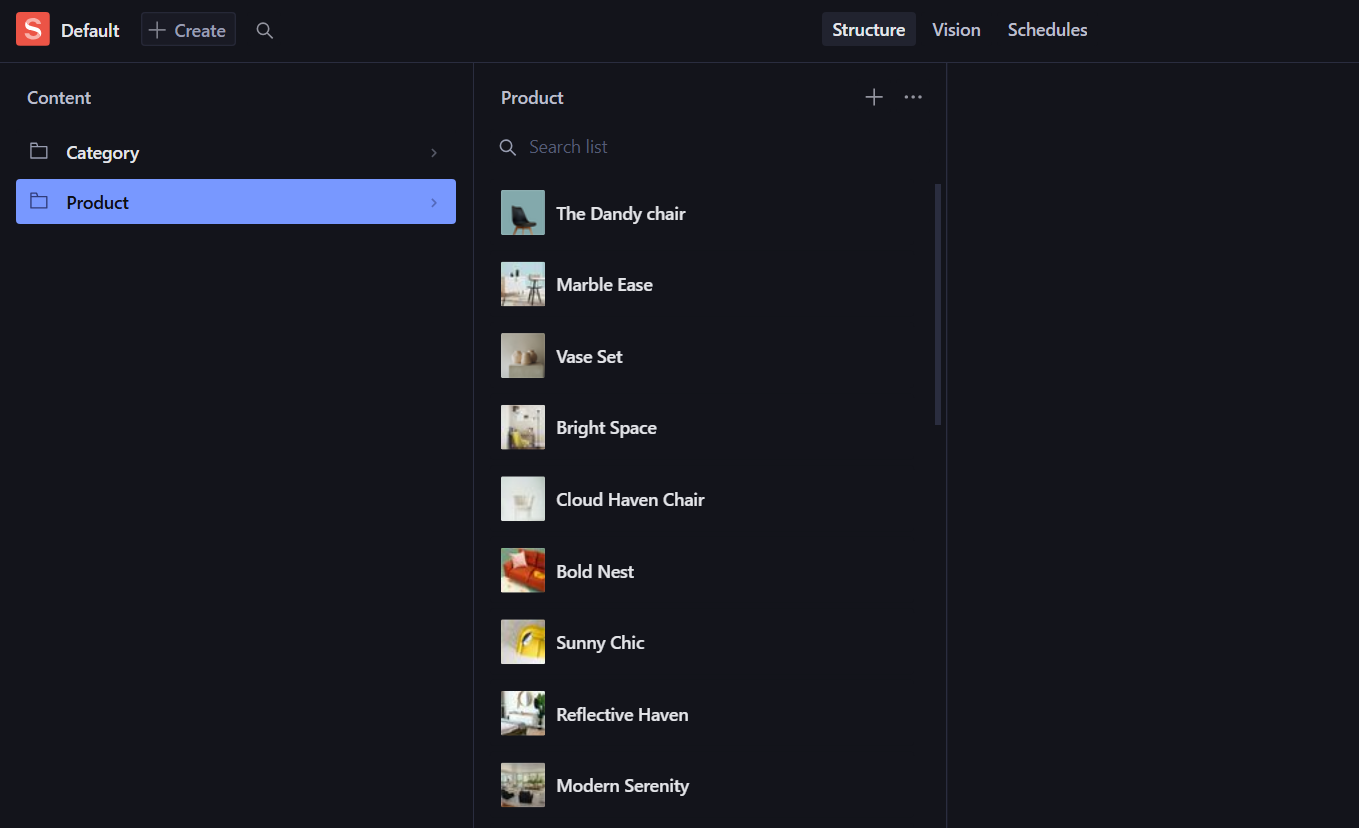 S Default
Create
Structure
Vision
Schedules
Content
Category
Product
Product
Search list
The Dandy chair
Marble Ease
Vase Set
Bright Space
Cloud Haven Chair
Bold Nest
Sunny Chic
Reflective Haven
Modern Serenity